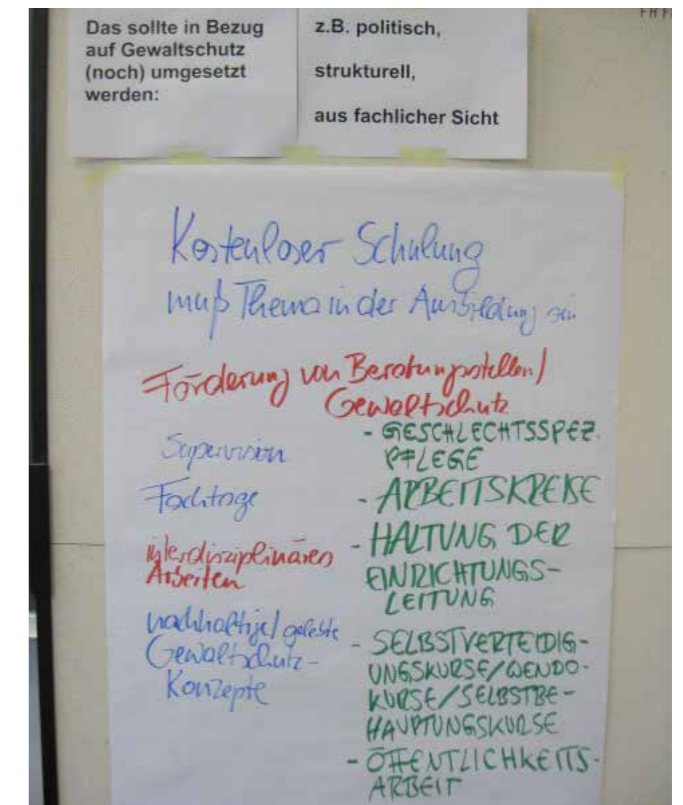 Das sollte in Bezug
auf Gewaltschutz
(noch) umgesetzt
werden:
z.B. politisch,
strukturell,
aus fachlicher Sicht
Kostenloser Schulung
muß Thema in der Ausbildung sein
Förderung von Beratungsstellen/
Gewaltschutz
Supervision
Fachtage
interdisziplinären
Arbeiten
nachhaltige/gelebte
Gewaltschutz-
Konzepte
- GESCHLECHTSSPEZ.
PFLEGE
- ARBEITSKREISE
- HALTUNG DER
EINRICHTUNGS-
LEITUNG
- SELBSTVERTEIDIG-
UNGSKURSE/WENDO-
KURSE/SELBSTBE-
HAUPTUNGSKURSE
- ÖFFENTLICHKEITS-
ARBEIT